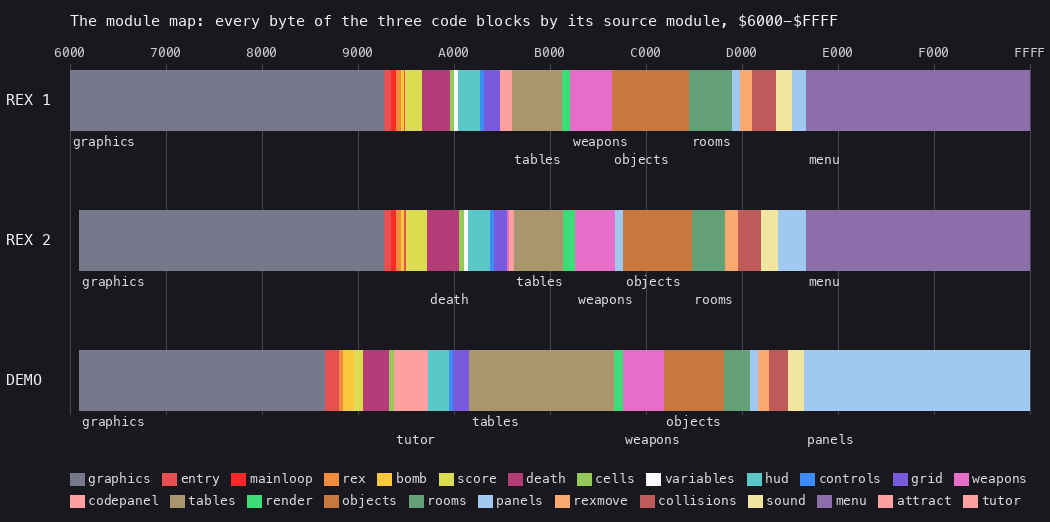 The module map: every byte of the three code blocks by its source module, $6000–$FFFF
6000 7000 8000 9000 A000 B000 C000 D000 E000 F000 FFFF
REX 1
graphics weapons rooms
tables objects menu
REX 2
graphics tables objects menu
death weapons rooms
DEMO
graphics tables objects
tutor weapons panels
graphics entry mainloop rex bomb score death cells variables hud controls grid weapons
codepanel tables render objects rooms panels rexmove collisions sound menu attract tutor